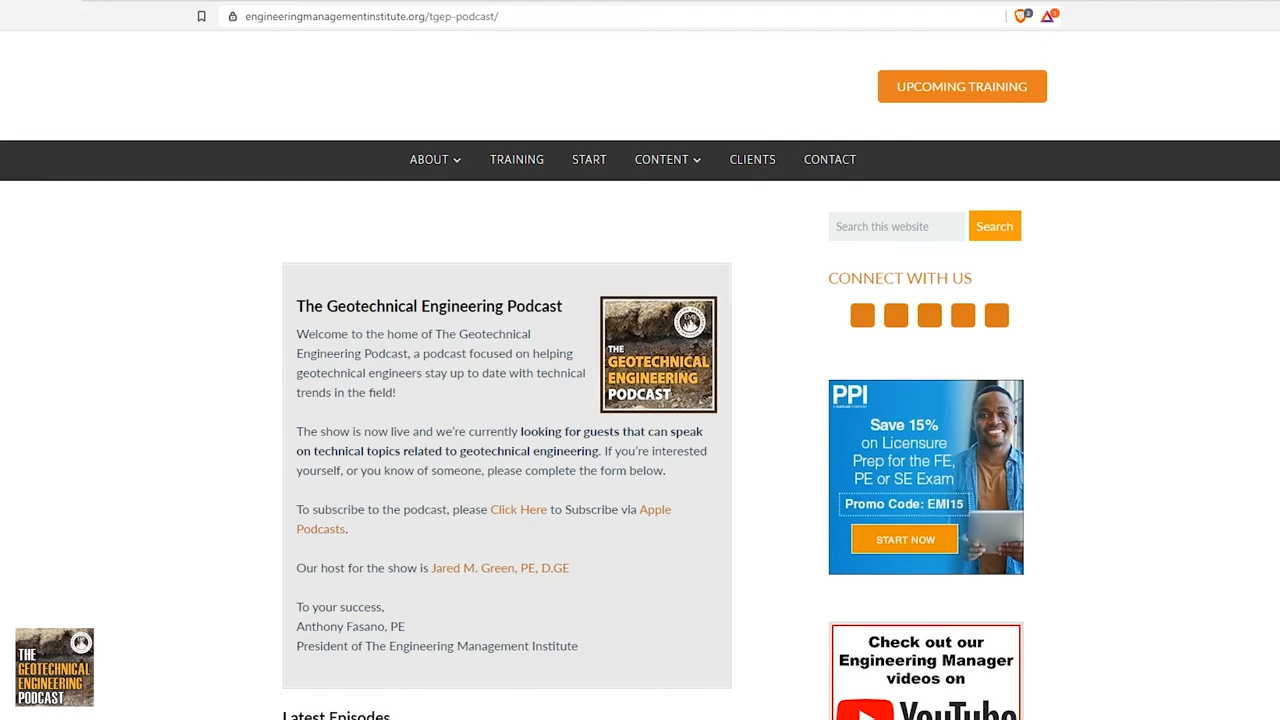 engineeringmanagementinstitute.org/tgep-podcast/
UPCOMING TRAINING
ABOUT TRAINING START CONTENT CLIENTS CONTACT
Search this website Search
CONNECT WITH US
The Geotechnical Engineering Podcast
Welcome to the home of The Geotechnical
Engineering Podcast, a podcast focused on helping
geotechnical engineers stay up to date with technical
trends in the field!
THE
GEOTECHNICAL
ENGINEERING
PODCAST
The show is now live and we’re currently looking for guests that can speak
on technical topics related to geotechnical engineering. If you’re interested
yourself, or you know of someone, please complete the form below.
To subscribe to the podcast, please Click Here to Subscribe via Apple
Podcasts.
Our host for the show is Jared M. Green, PE, D.GE
To your success,
Anthony Fasano, PE
President of The Engineering Management Institute
Latest Episodes
PPI
Save 15%
on Licensure
Prep for the FE,
PE or SE Exam
Promo Code: EMI15
START NOW
Check out our
Engineering Manager
videos on
YouTube
THE
GEOTECHNICAL
ENGINEERING
PODCAST